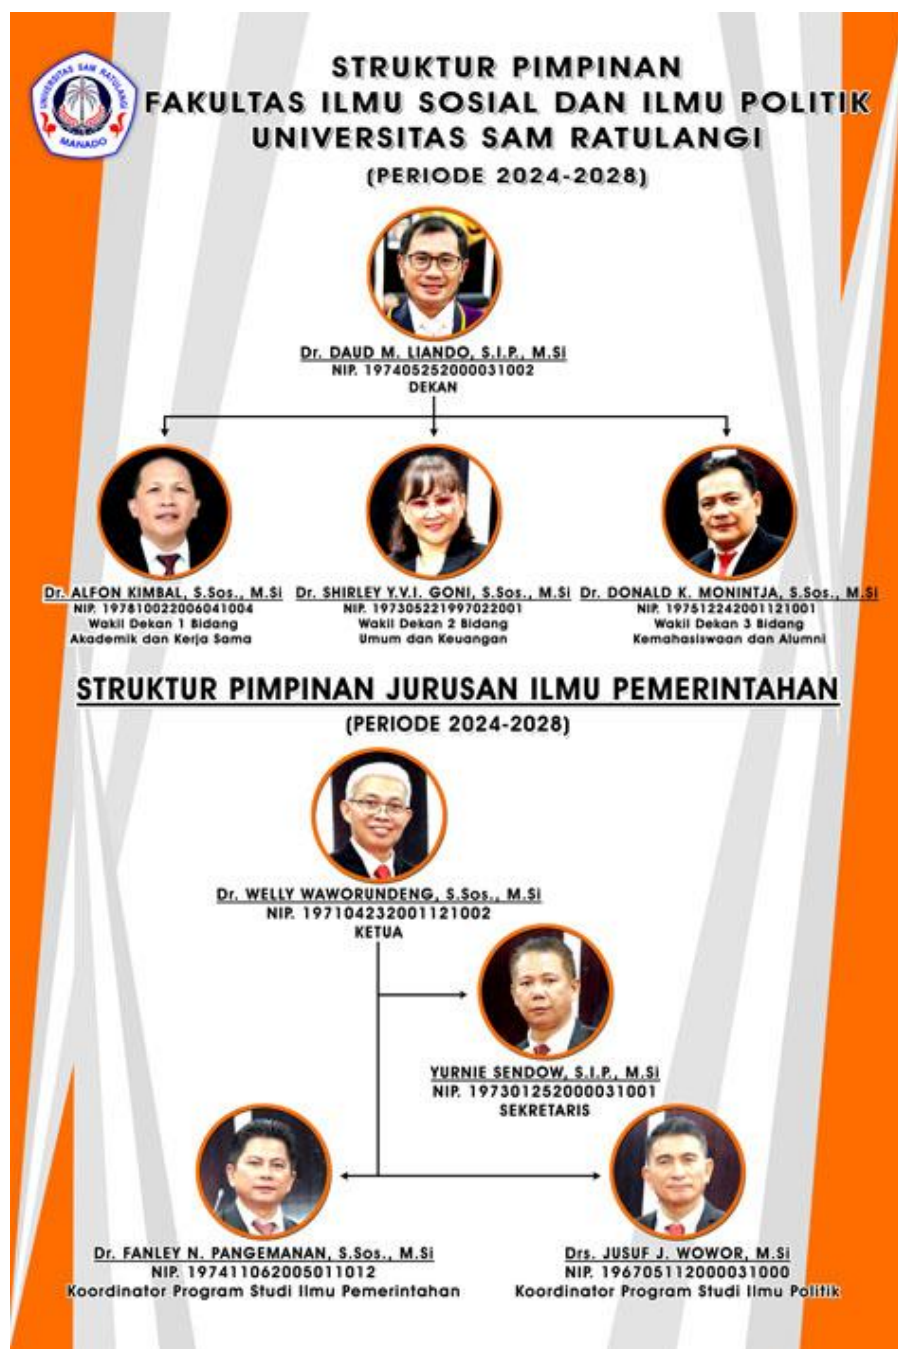 UNIVERSITAS SAM RATULANGI
MANADO
STRUKTUR PIMPINAN
FAKULTAS ILMU SOSIAL DAN ILMU POLITIK
UNIVERSITAS SAM RATULANGI
(PERIODE 2024-2028)
Dr. DAUD M. LIANDO, S.I.P., M.Si
NIP. 197405252000031002
DEKAN
Dr. ALFON KIMBAL, S.Sos., M.Si
NIP. 197810022006041004
Wakil Dekan 1 Bidang
Akademik dan Kerja Sama
Dr. SHIRLEY Y.V.I. GONI, S.Sos., M.Si
NIP. 197305221997022001
Wakil Dekan 2 Bidang
Umum dan Keuangan
Dr. DONALD K. MONINTJA, S.Sos., M.Si
NIP. 197512242001121001
Wakil Dekan 3 Bidang
Kemahasiswaan dan Alumni
STRUKTUR PIMPINAN JURUSAN ILMU PEMERINTAHAN
(PERIODE 2024-2028)
Dr. WELLY WAWORUNDENG, S.Sos., M.Si
NIP. 197104232001121002
KETUA
YURNIE SENDOW, S.I.P., M.Si
NIP. 197301252000031001
SEKRETARIS
Dr. FANLEY N. PANGEMANAN, S.Sos., M.Si
NIP. 197411062005011012
Koordinator Program Studi Ilmu Pemerintahan
Drs. JUSUF J. WOWOR, M.Si
NIP. 196705112000031000
Koordinator Program Studi Ilmu Politik